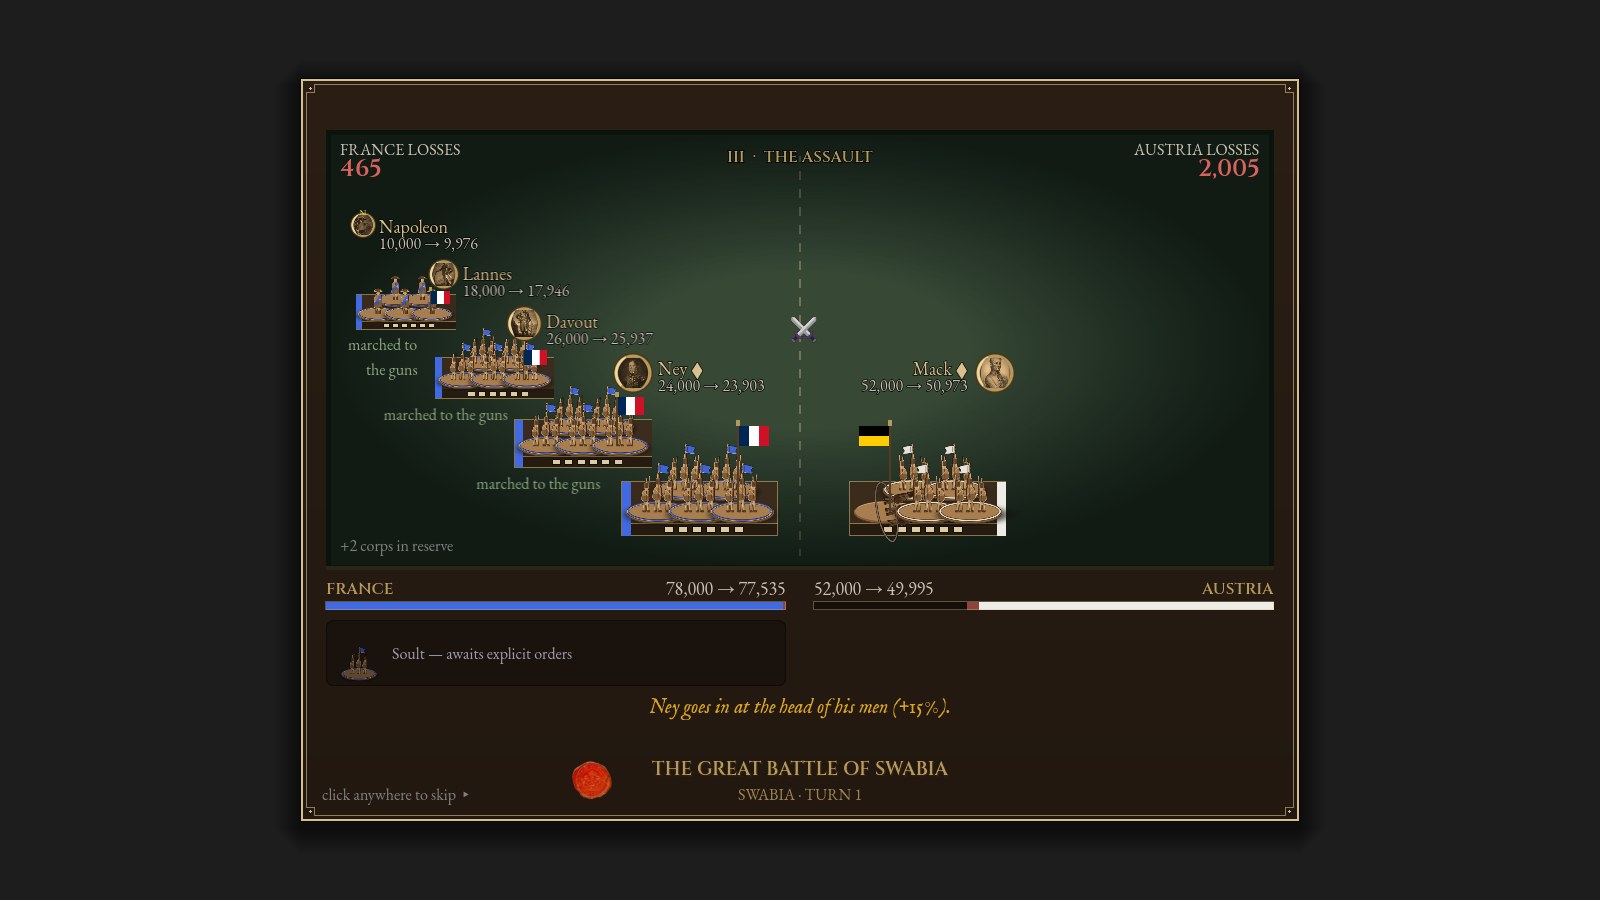 FRANCE LOSSES
465
III · THE ASSAULT
AUSTRIA LOSSES
2,005
Napoleon
10,000 → 9,976
Lannes
18,000 → 17,946
marched to
the guns
Davout
26,000 → 25,937
marched to the guns
Ney
24,000 → 23,903
marched to the guns
Mack
52,000 → 50,973
+2 corps in reserve
FRANCE
78,000 → 77,535
52,000 → 49,995
AUSTRIA
Soult — awaits explicit orders
Ney goes in at the head of his men (+15%).
THE GREAT BATTLE OF SWABIA
SWABIA · TURN 1
click anywhere to skip ▸